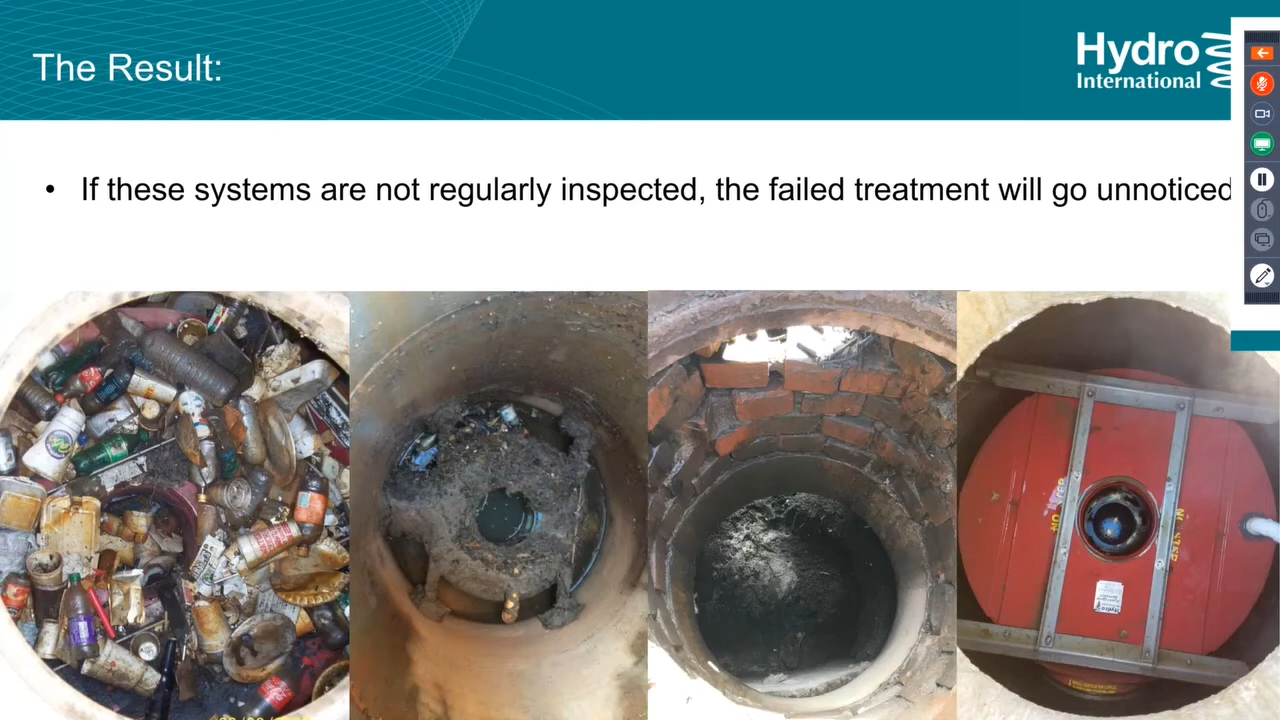 The Result:
Hydro
International
• If these systems are not regularly inspected, the failed treatment will go unnoticed